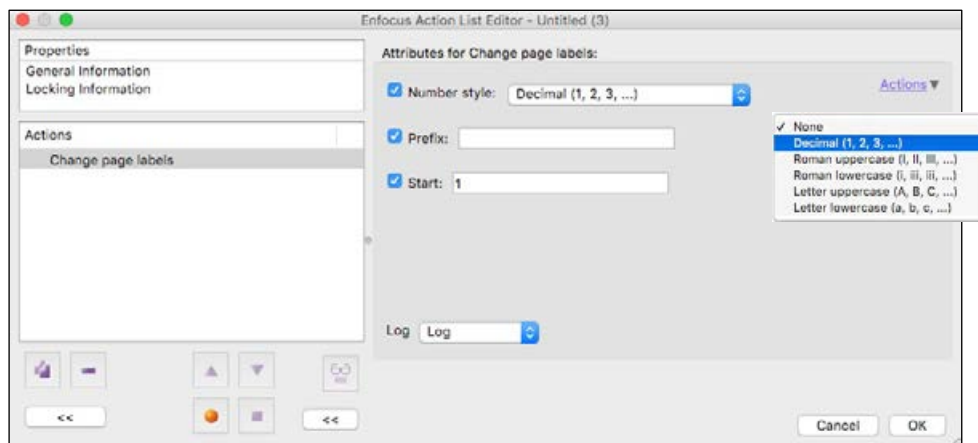 Enfocus Action List Editor - Untitled (3)
Properties
General Information
Locking Information
Actions
Change page labels
<<
<<
Attributes for Change page labels:
Number style: Decimal (1, 2, 3, ...)
Actions ▼
Prefix:
Start: 1
✓ None
Decimal (1, 2, 3, ...)
Roman uppercase (I, II, III, ...)
Roman lowercase (i, iii, iii, ...)
Letter uppercase (A, B, C, ...)
Letter lowercase (a, b, c, ...)
Log Log
Cancel OK